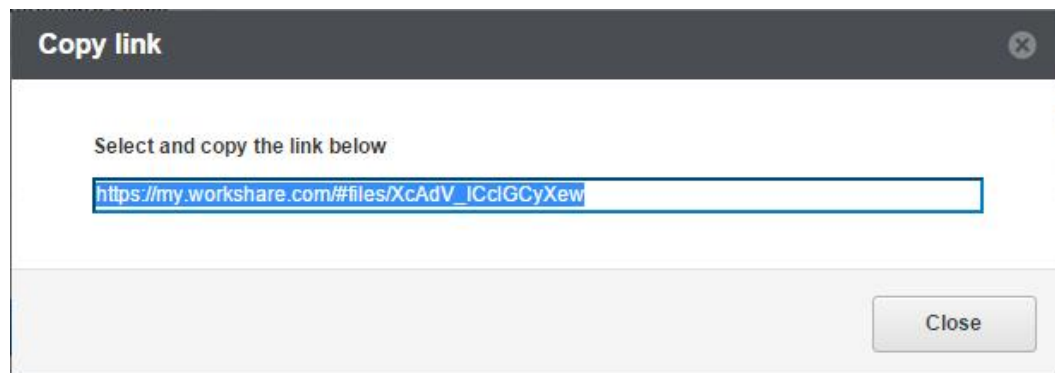 Copy link
Select and copy the link below
https://my.workshare.com/#files/XcAdV_ICclGCyXew
Close